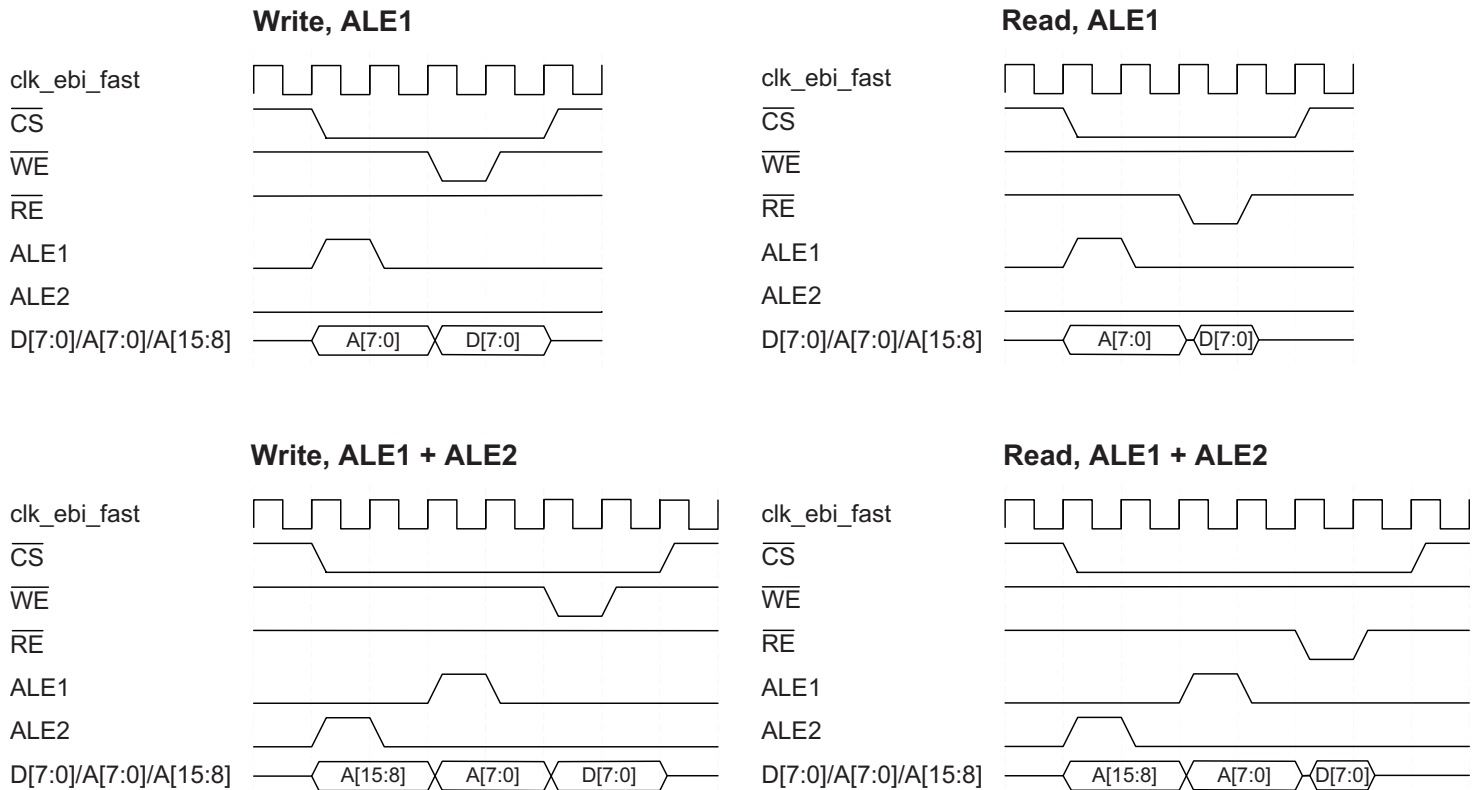 Write, ALE1
clk_ebi_fast
CS
WE
RE
ALE1
ALE2
D[7:0]/A[7:0]/A[15:8]
A[7:0]
D[7:0]
Read, ALE1
clk_ebi_fast
CS
WE
RE
ALE1
ALE2
D[7:0]/A[7:0]/A[15:8]
A[7:0]
D[7:0]
Write, ALE1 + ALE2
clk_ebi_fast
CS
WE
RE
ALE1
ALE2
D[7:0]/A[7:0]/A[15:8]
A[15:8]
A[7:0]
D[7:0]
Read, ALE1 + ALE2
clk_ebi_fast
CS
WE
RE
ALE1
ALE2
D[7:0]/A[7:0]/A[15:8]
A[15:8]
A[7:0]
D[7:0]